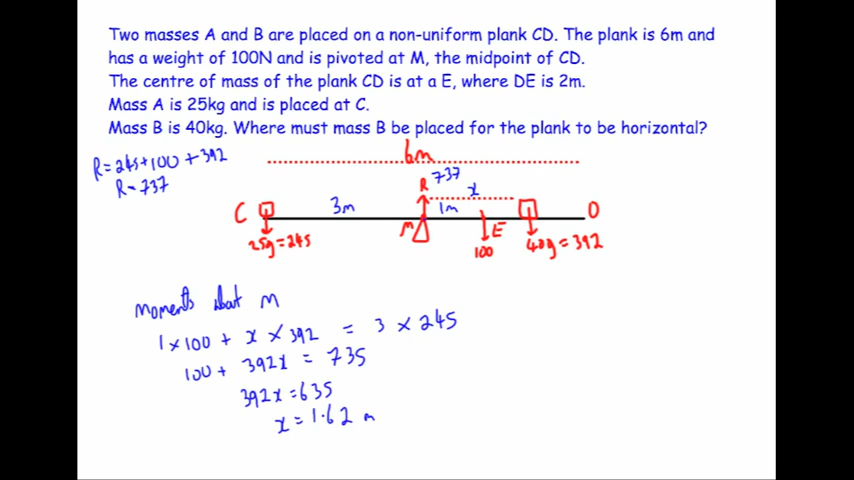 Two masses A and B are placed on a non-uniform plank CD. The plank is 6m and
has a weight of 100N and is pivoted at M, the midpoint of CD.
The centre of mass of the plank CD is at a E, where DE is 2m.
Mass A is 25kg and is placed at C.
Mass B is 40kg. Where must mass B be placed for the plank to be horizontal?
6m
R=245+100+392
R=737
R 737
x
C 3m 1m D
M E
25g=245 100 40g=392
Moments about M
1×100 + x × 392 = 3 × 245
100 + 392x = 735
392x = 635
x = 1.62 m